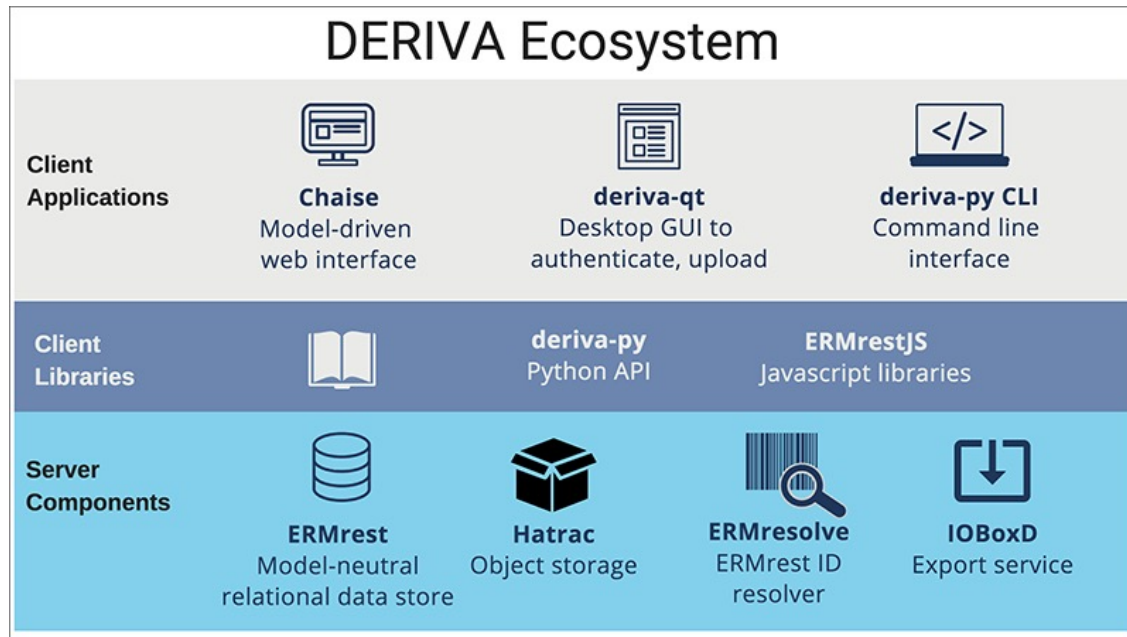 DERIVA Ecosystem
Client
Applications
Chaise
Model-driven
web interface
deriva-qt
Desktop GUI to
authenticate, upload
</>
deriva-py CLI
Command line
interface
Client
Libraries
deriva-py
Python API
ERMrestJS
Javascript libraries
Server
Components
ERMrest
Model-neutral
relational data store
Hatrac
Object storage
ERMresolve
ERMrest ID
resolver
IOBoxD
Export service